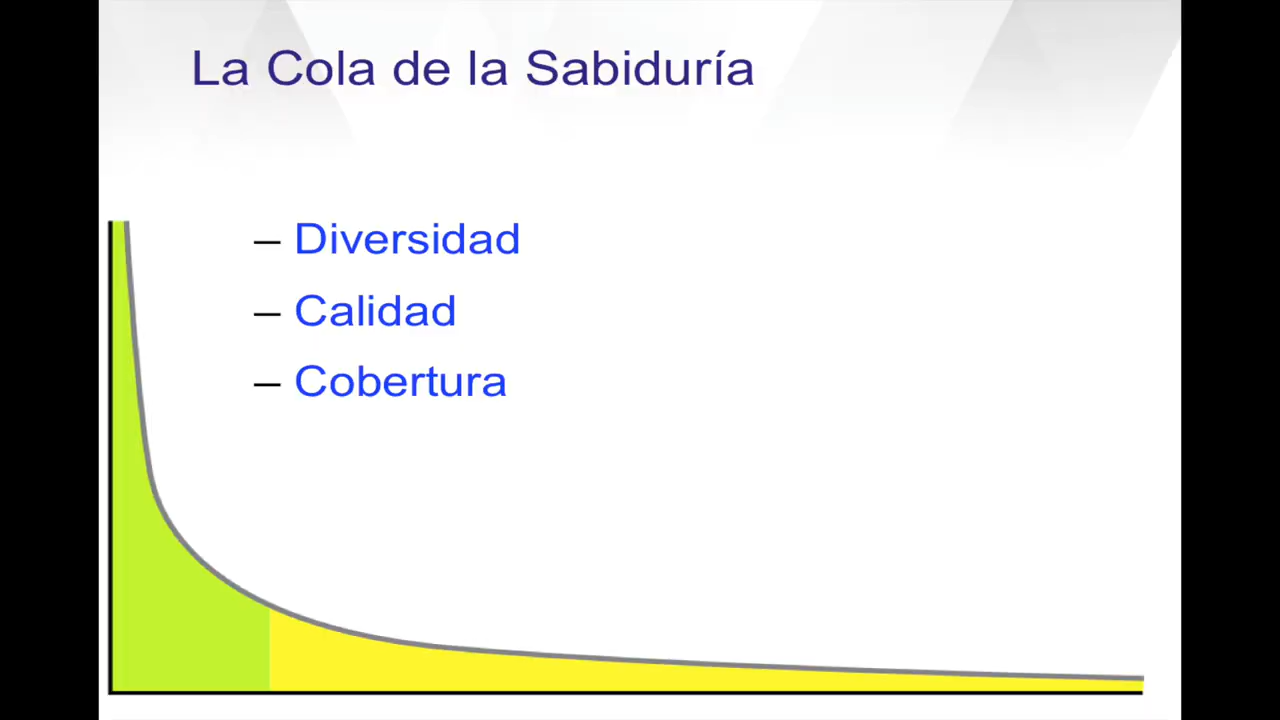 La Cola de la Sabiduría
– Diversidad
– Calidad
– Cobertura